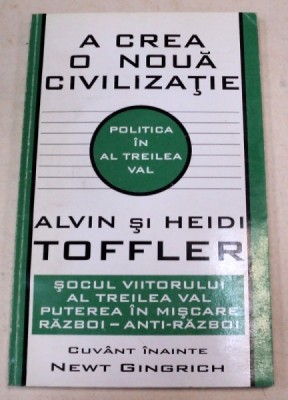 A CREA
O NOUĂ
CIVILIZAŢIE
POLITICA
ÎN
AL TREILEA
VAL
ALVIN ŞI HEIDI
TOFFLER
ŞOCUL VIITORULUI
AL TREILEA VAL
PUTEREA ÎN MIŞCARE
RĂZBOI – ANTI-RĂZBOI
CUVÂNT ÎNAINTE
NEWT GINGRICH